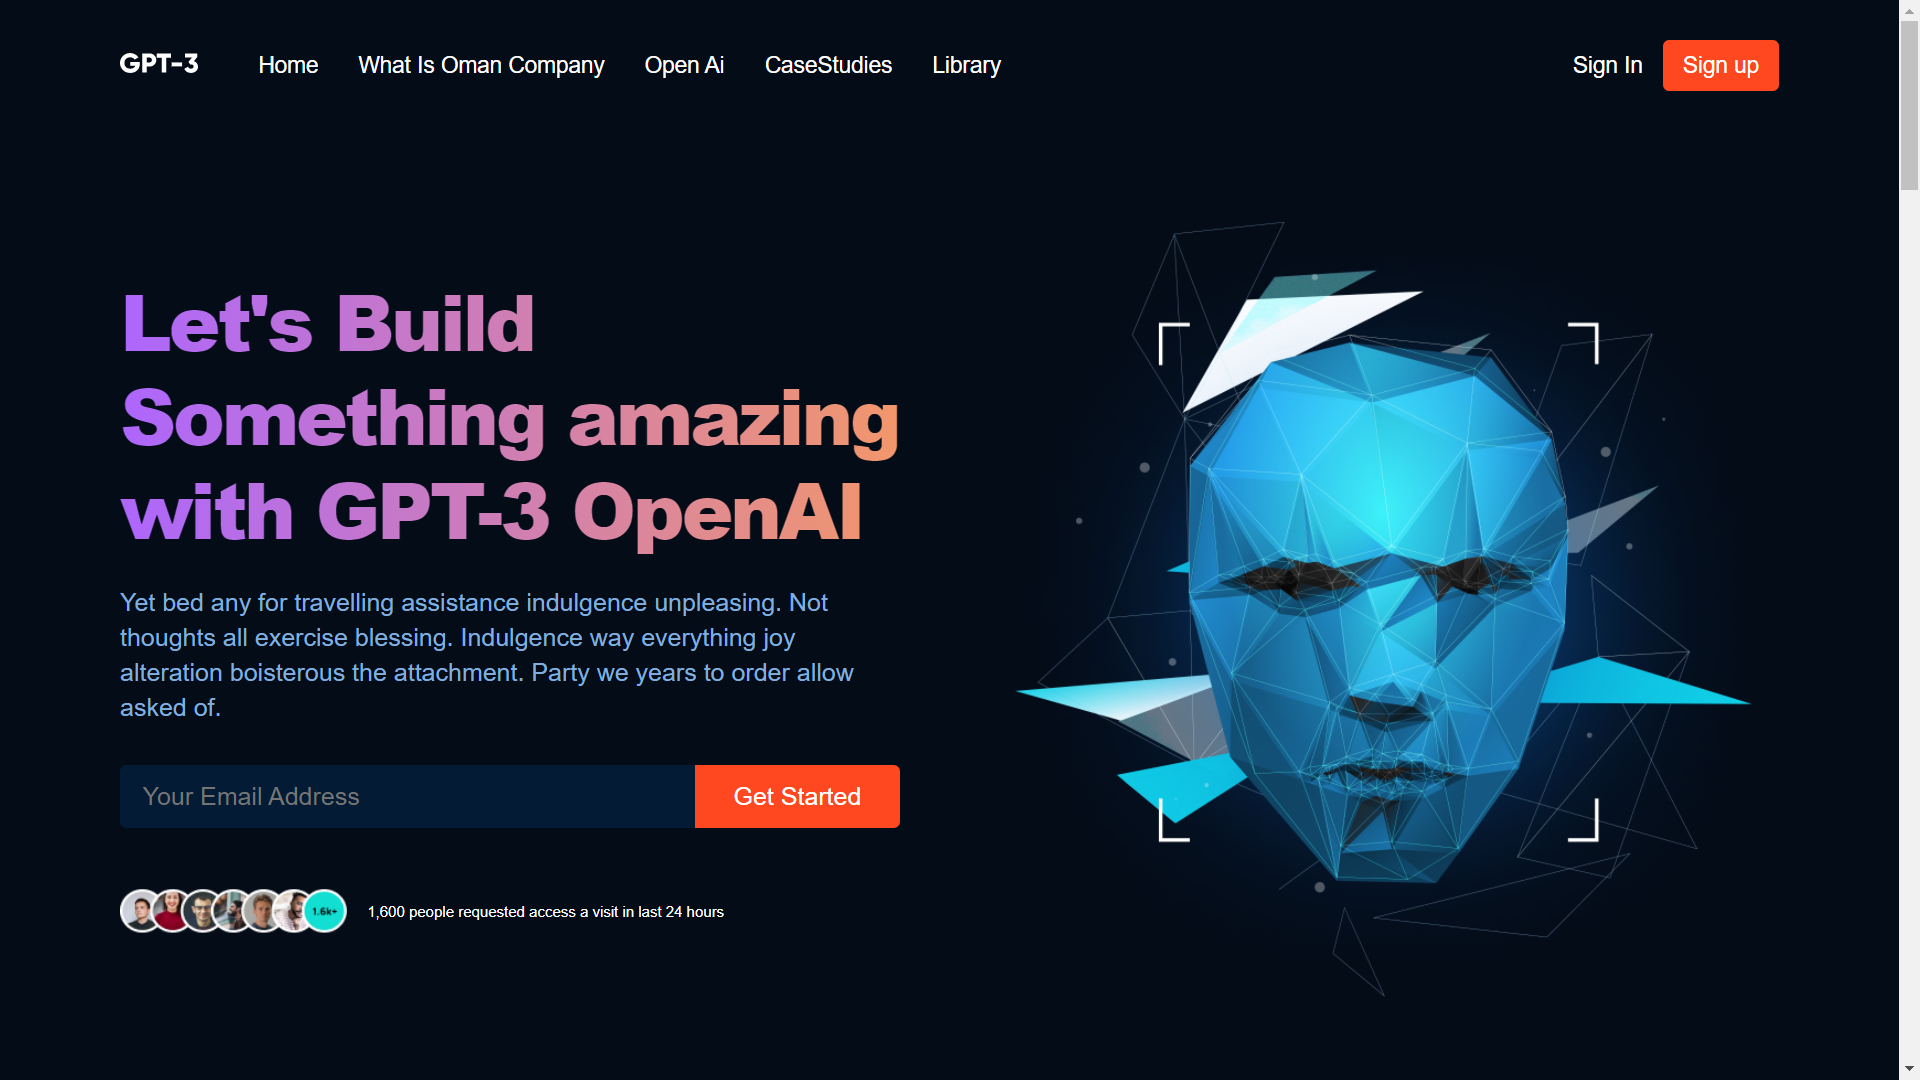 GPT-3
Home
What Is Oman Company
Open Ai
CaseStudies
Library
Sign In
Sign up
Let's Build
Something amazing
with GPT-3 OpenAI
Yet bed any for travelling assistance indulgence unpleasing. Not
thoughts all exercise blessing. Indulgence way everything joy
alteration boisterous the attachment. Party we years to order allow
asked of.
Your Email Address
Get Started
1.6k+
1,600 people requested access a visit in last 24 hours